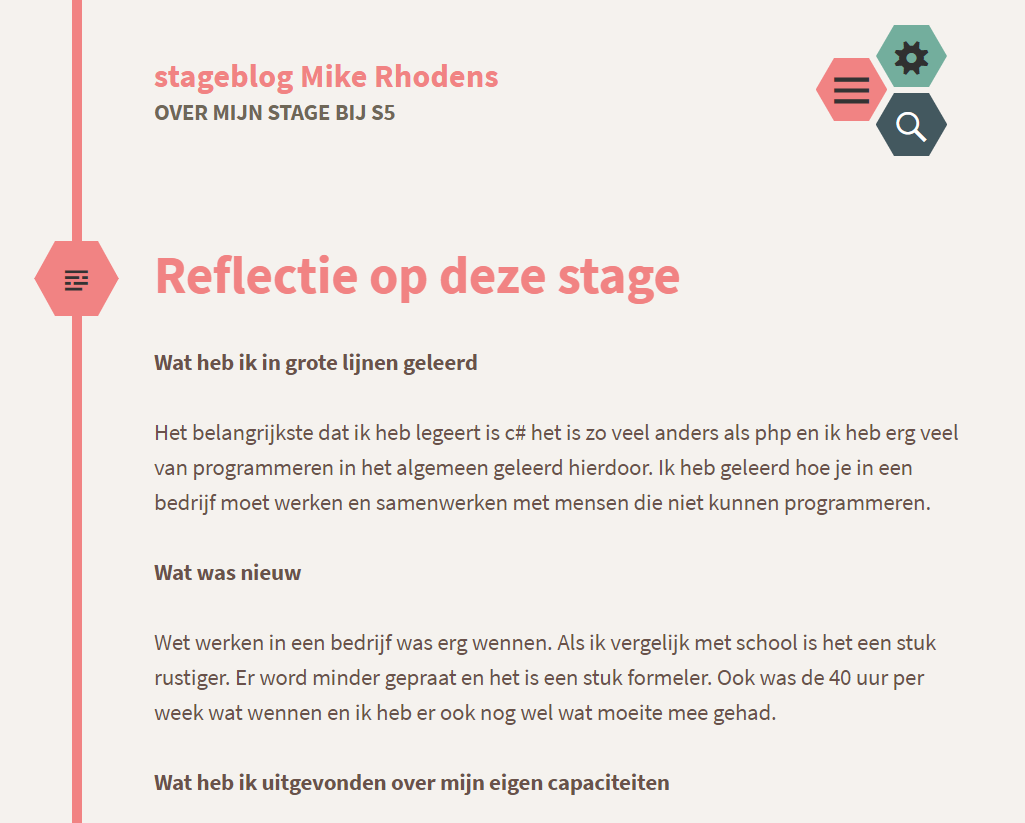 stageblog Mike Rhodens
OVER MIJN STAGE BIJ S5
Reflectie op deze stage
Wat heb ik in grote lijnen geleerd
Het belangrijkste dat ik heb legeert is c# het is zo veel anders als php en ik heb erg veel
van programmeren in het algemeen geleerd hierdoor. Ik heb geleerd hoe je in een
bedrijf moet werken en samenwerken met mensen die niet kunnen programmeren.
Wat was nieuw
Wet werken in een bedrijf was erg wennen. Als ik vergelijk met school is het een stuk
rustiger. Er word minder gepraat en het is een stuk formeler. Ook was de 40 uur per
week wat wennen en ik heb er ook nog wel wat moeite mee gehad.
Wat heb ik uitgevonden over mijn eigen capaciteiten